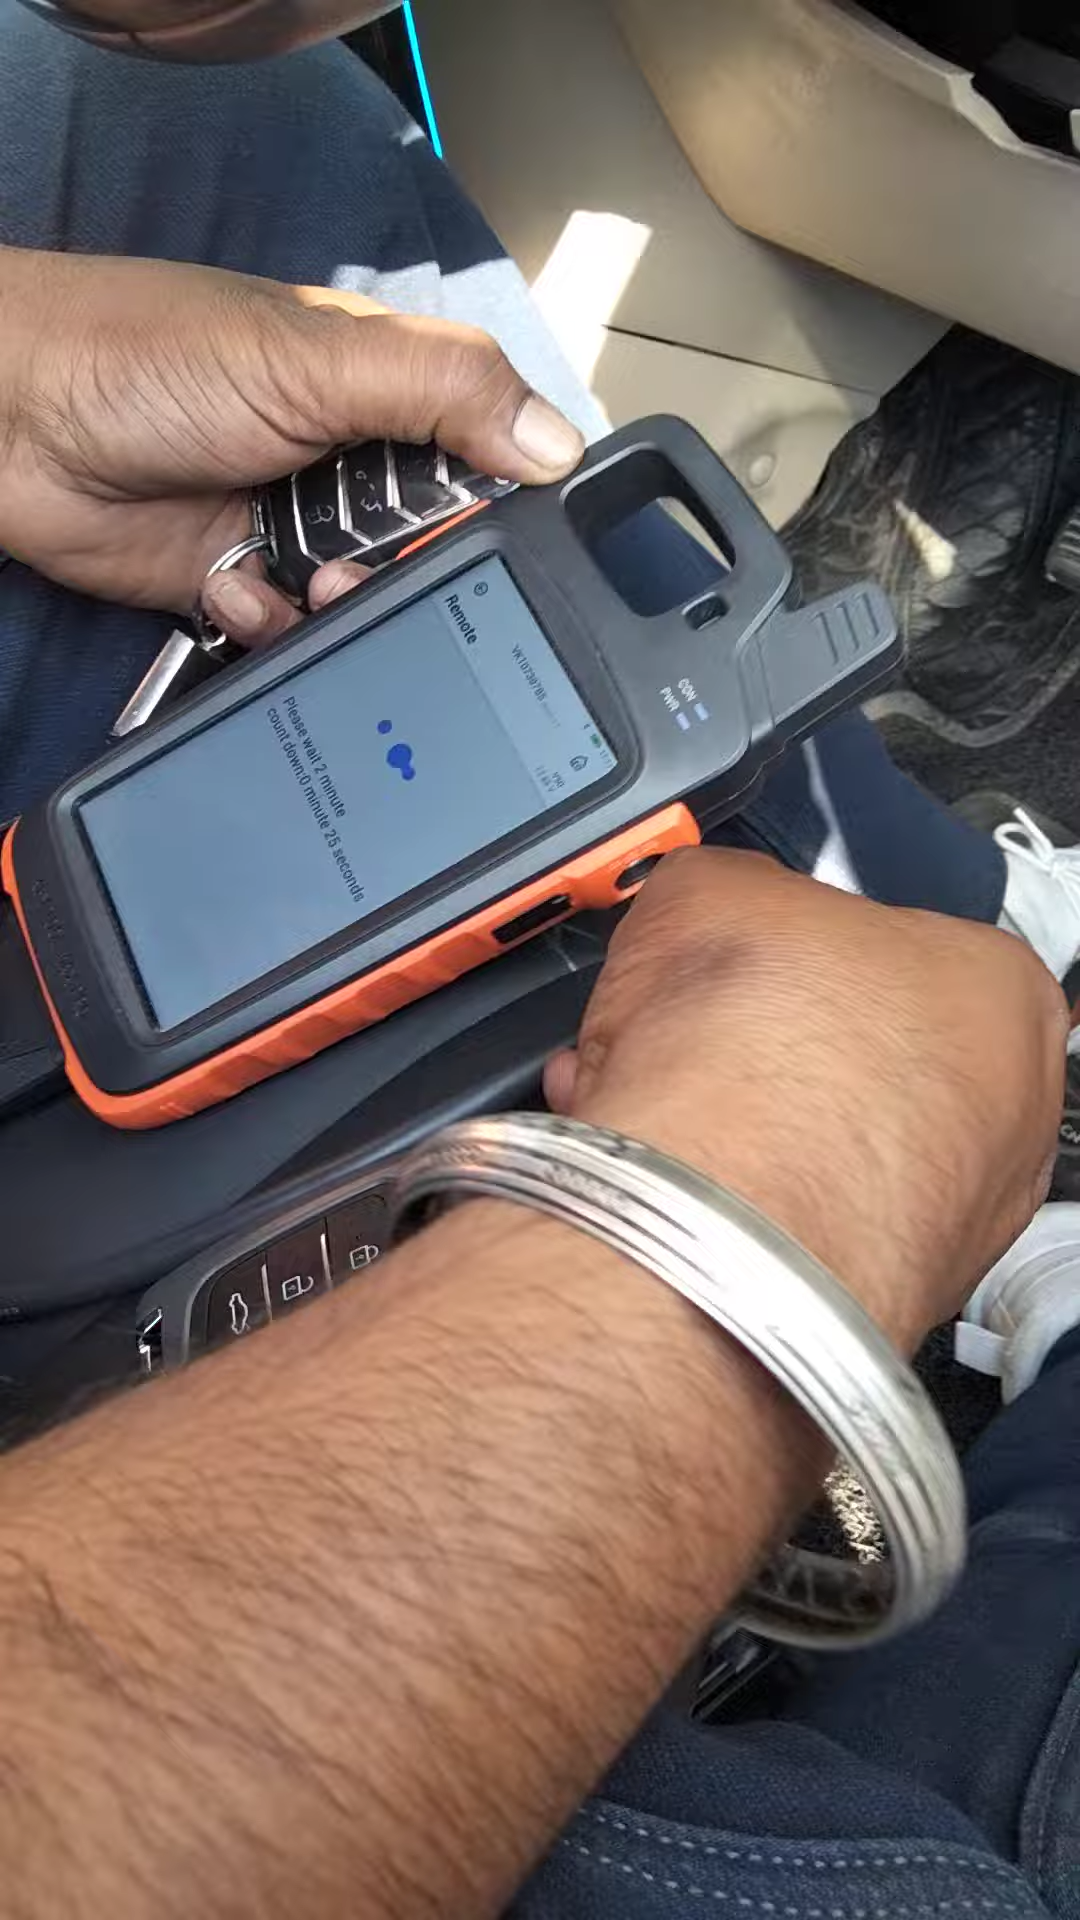 Remote
Please wait 2 minute
count down:0 minute 25 seconds
CON
PWR